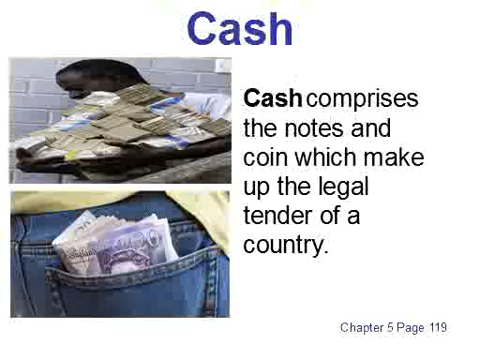 Cash
Cash comprises
the notes and
coin which make
up the legal
tender of a
country.
Chapter 5 Page 119